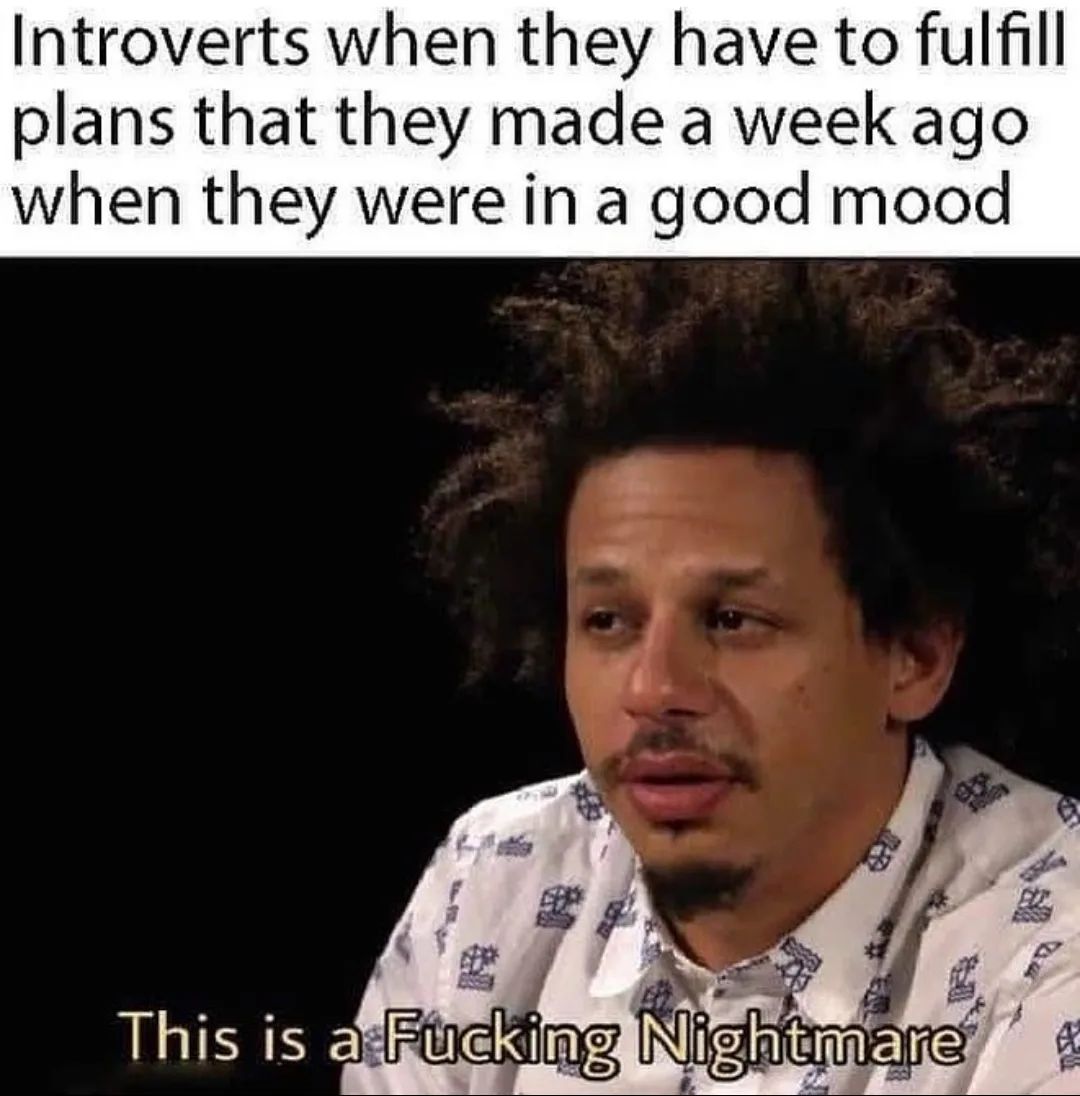 Introverts when they have to fulfill
plans that they made a week ago
when they were in a good mood
This is a Fucking Nightmare